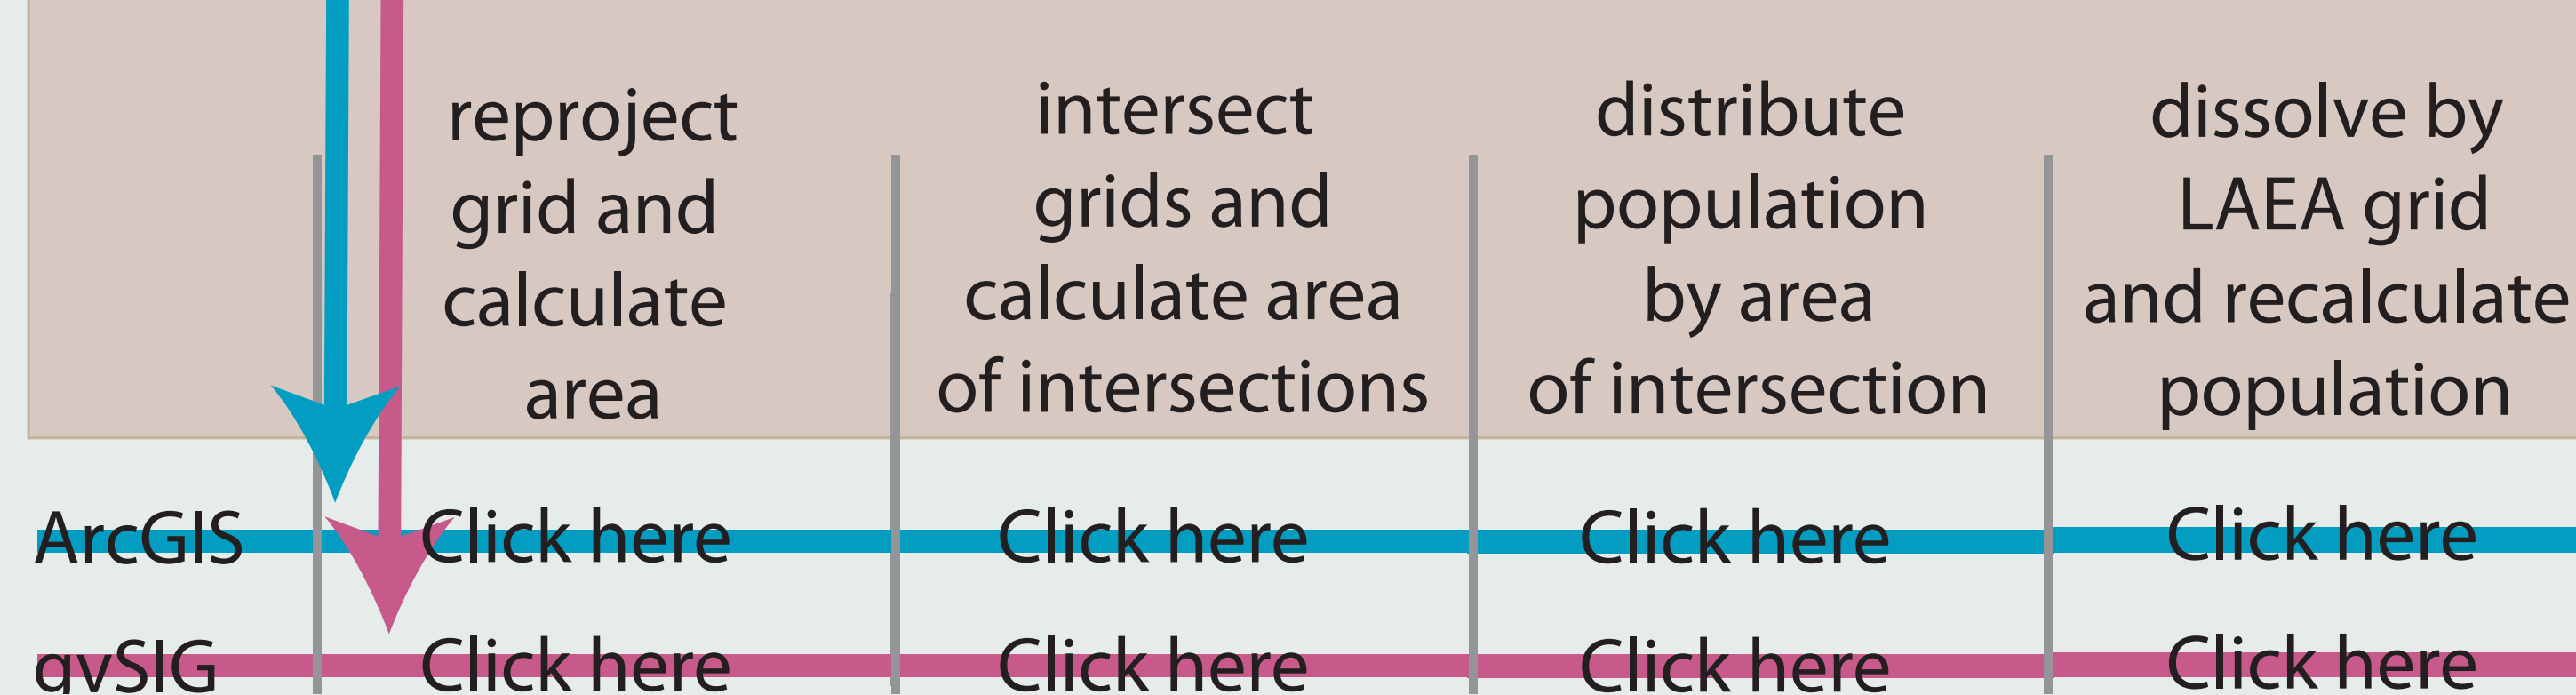 reproject
grid and
calculate
area
intersect
grids and
calculate area
of intersections
distribute
population
by area
of intersection
dissolve by
LAEA grid
and recalculate
population
ArcGIS Click here Click here Click here Click here
gvSIG Click here Click here Click here Click here